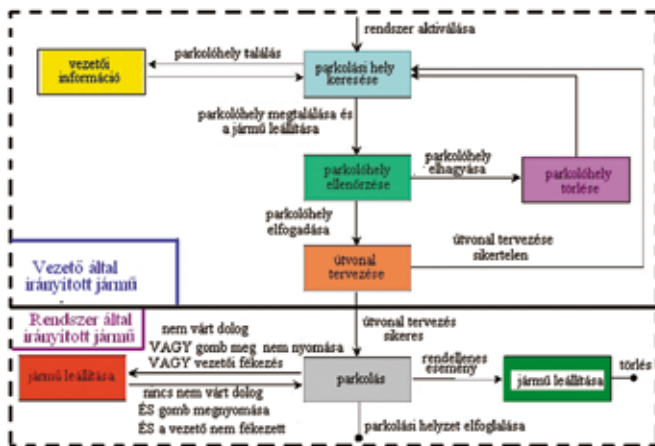 rendszer aktiválása
parkolóhely találás
vezetői
információ
parkolási hely
keresése
parkolóhely megtalálása és
a jármű leállítása
parkolóhely
ellenőrzése
parkolóhely
elhagyása
parkolóhely
törlése
parkolóhely
elfogadása
útvonal
tervezése
útvonal tervezése
sikertelen
Vezető által
irányított jármű
Rendszer által
irányított jármű
nem várt dolog
VAGY gomb meg nem nyomása
VAGY vezetői fékezés
útvonal tervezés
sikeres
jármű leállítása
nincs nem várt dolog
ÉS gomb megnyomása
ÉS a vezető nem fékezett
parkolás
rendellenes
esemény
jármű leállítása
törlés
parkolási helyzet elfoglalása